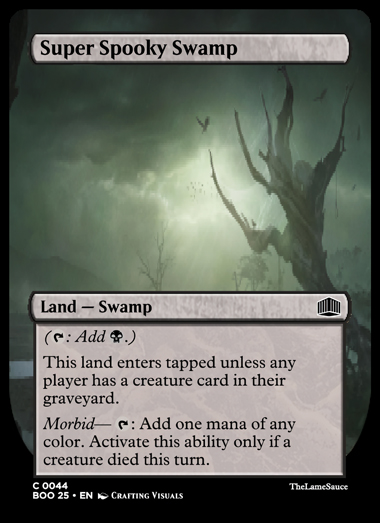 Super Spooky Swamp
Land — Swamp
(: Add .)
This land enters tapped unless any
player has a creature card in their
graveyard.
Morbid— : Add one mana of any
color. Activate this ability only if a
creature died this turn.
C 0044
BOO 25 • EN Crafting Visuals
TheLameSauce